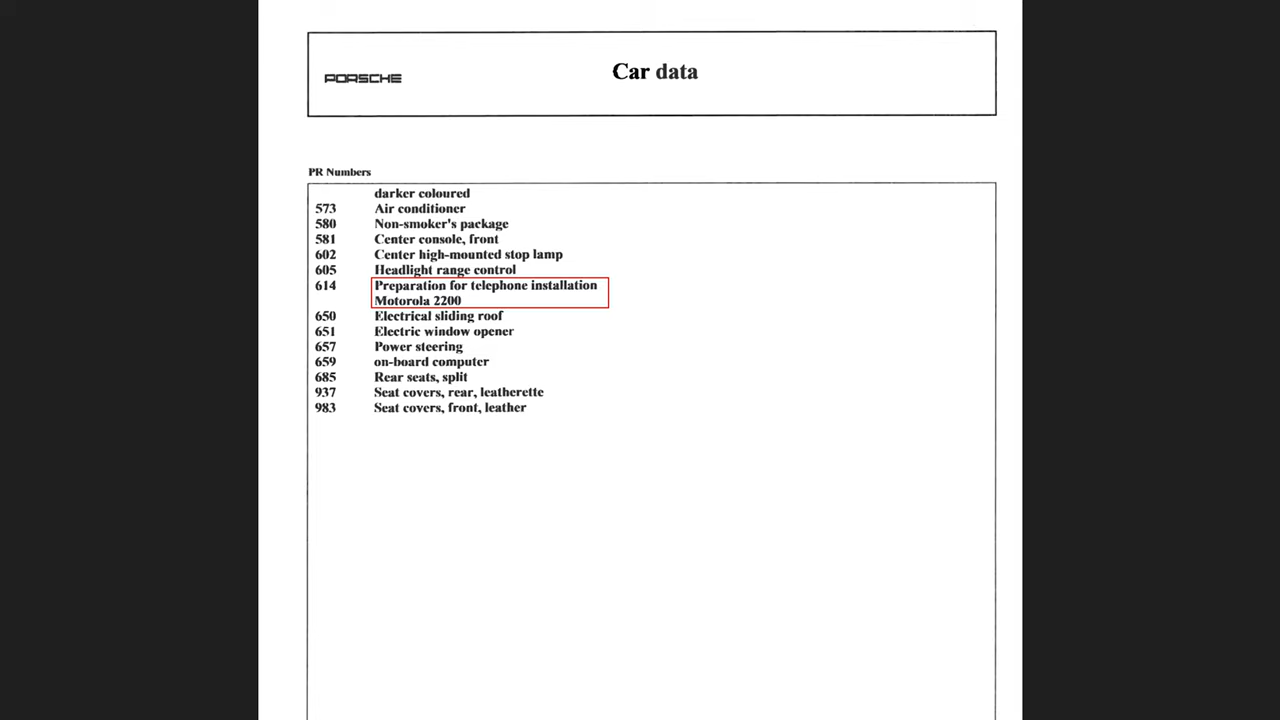 PORSCHE
Car data
PR Numbers
darker coloured
573 Air conditioner
580 Non-smoker's package
581 Center console, front
602 Center high-mounted stop lamp
605 Headlight range control
614 Preparation for telephone installation
Motorola 2200
650 Electrical sliding roof
651 Electric window opener
657 Power steering
659 on-board computer
685 Rear seats, split
937 Seat covers, rear, leatherette
983 Seat covers, front, leather